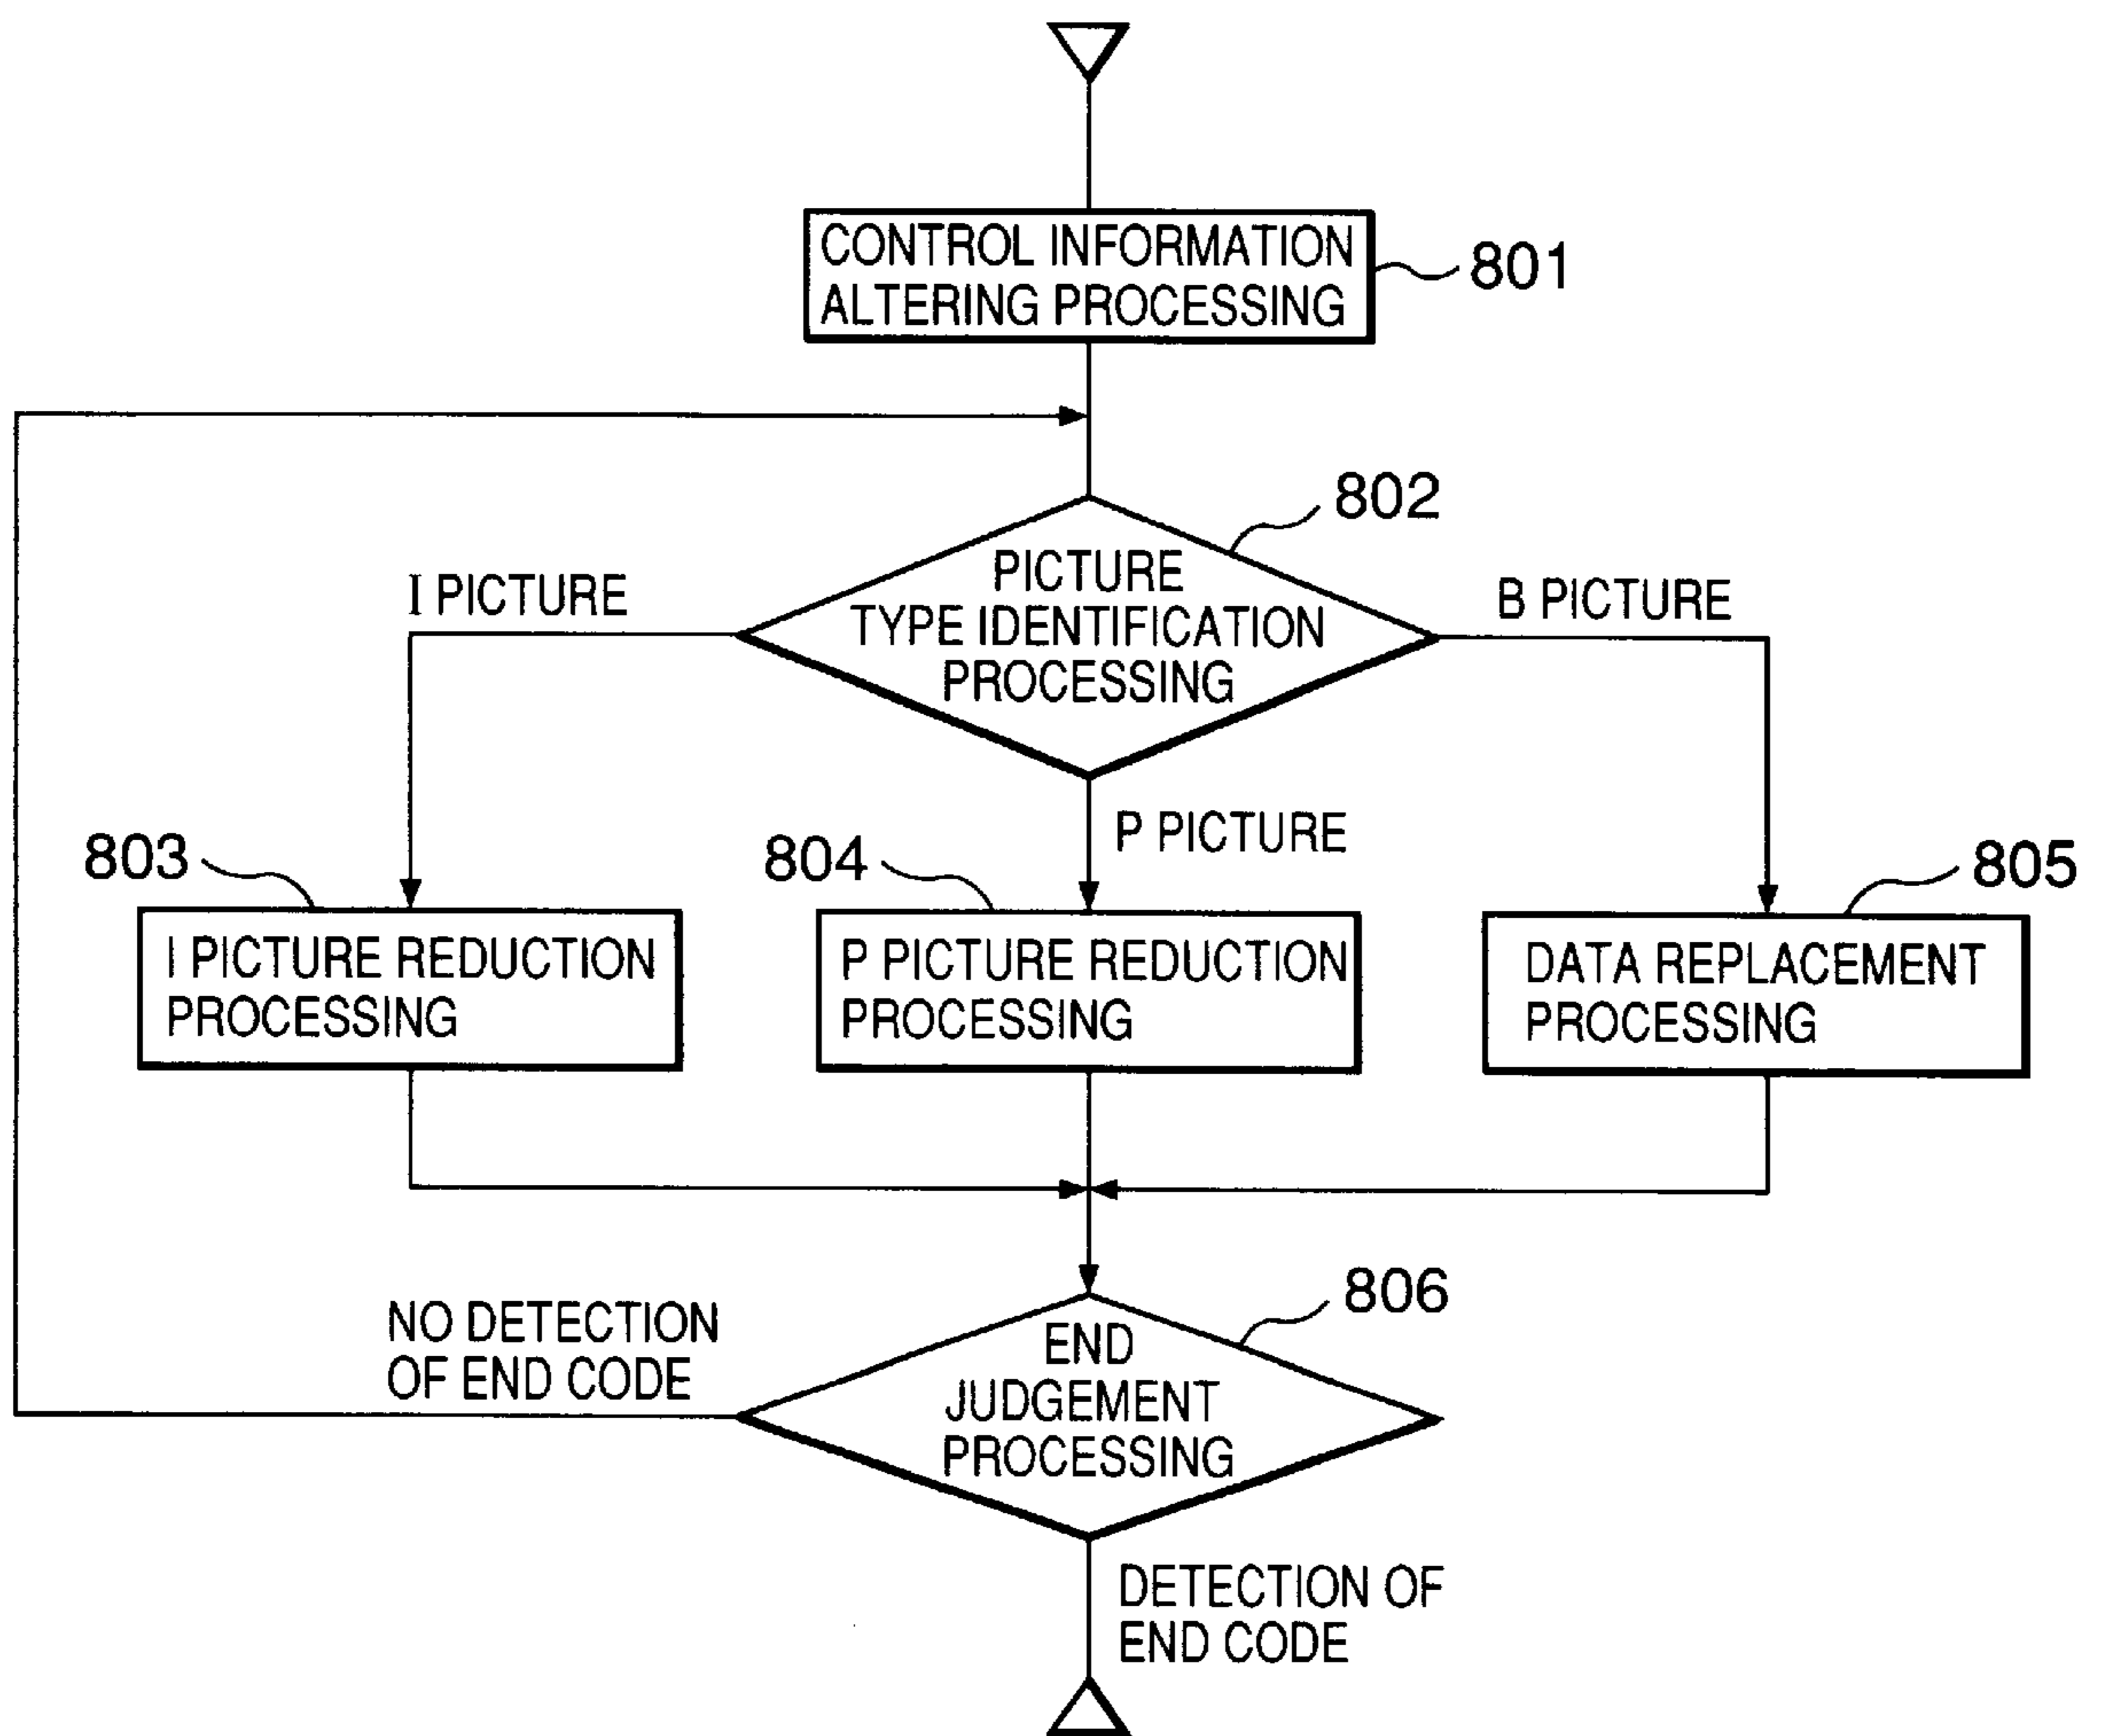 CONTROL INFORMATION
ALTERING PROCESSING
801
802
PICTURE
TYPE IDENTIFICATION
PROCESSING
I PICTURE
B PICTURE
P PICTURE
803
804
805
I PICTURE REDUCTION
PROCESSING
P PICTURE REDUCTION
PROCESSING
DATA REPLACEMENT
PROCESSING
806
NO DETECTION
OF END CODE
END
JUDGEMENT
PROCESSING
DETECTION OF
END CODE